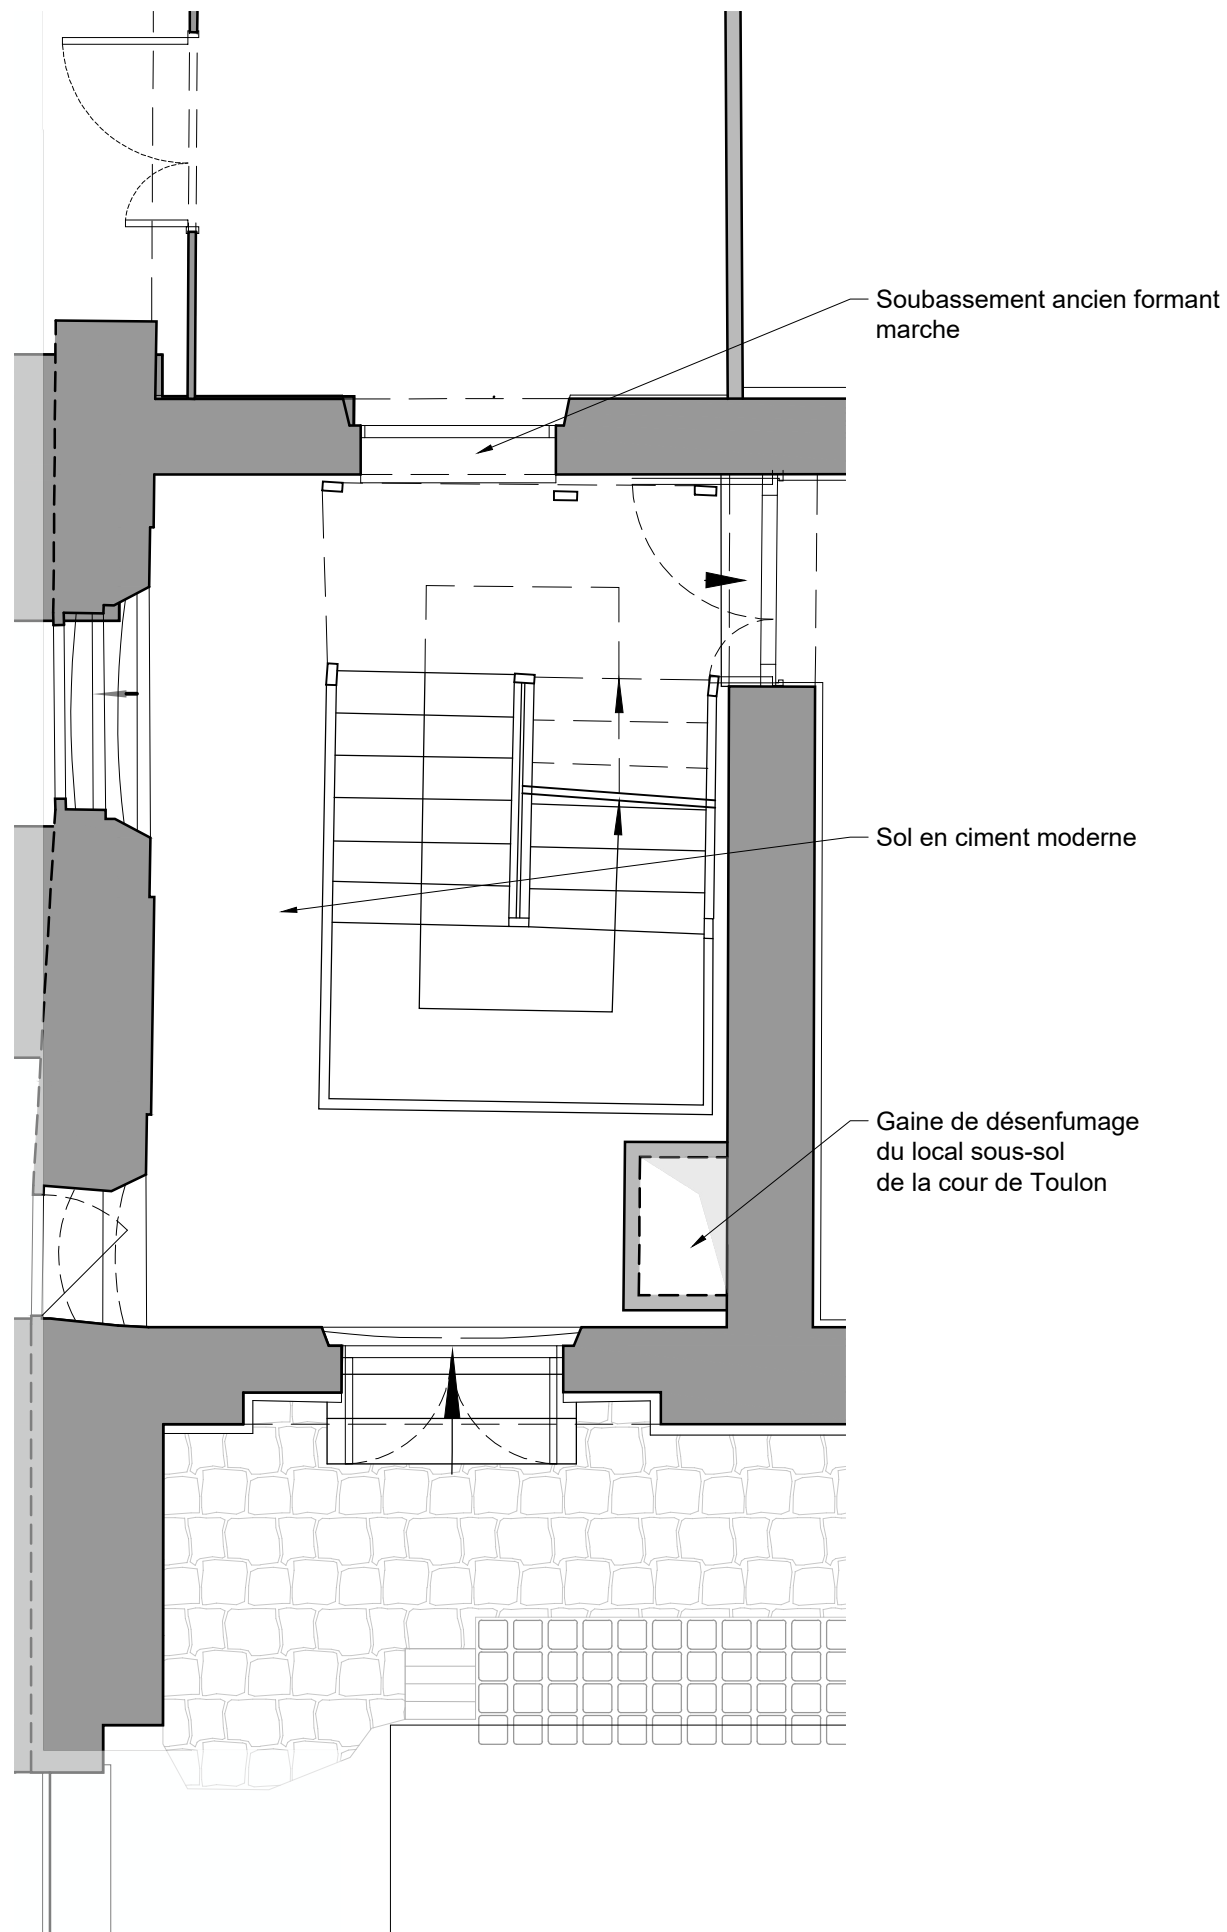 Soubassement ancien formant
marche
Sol en ciment moderne
Gaine de désenfumage
du local sous-sol
de la cour de Toulon